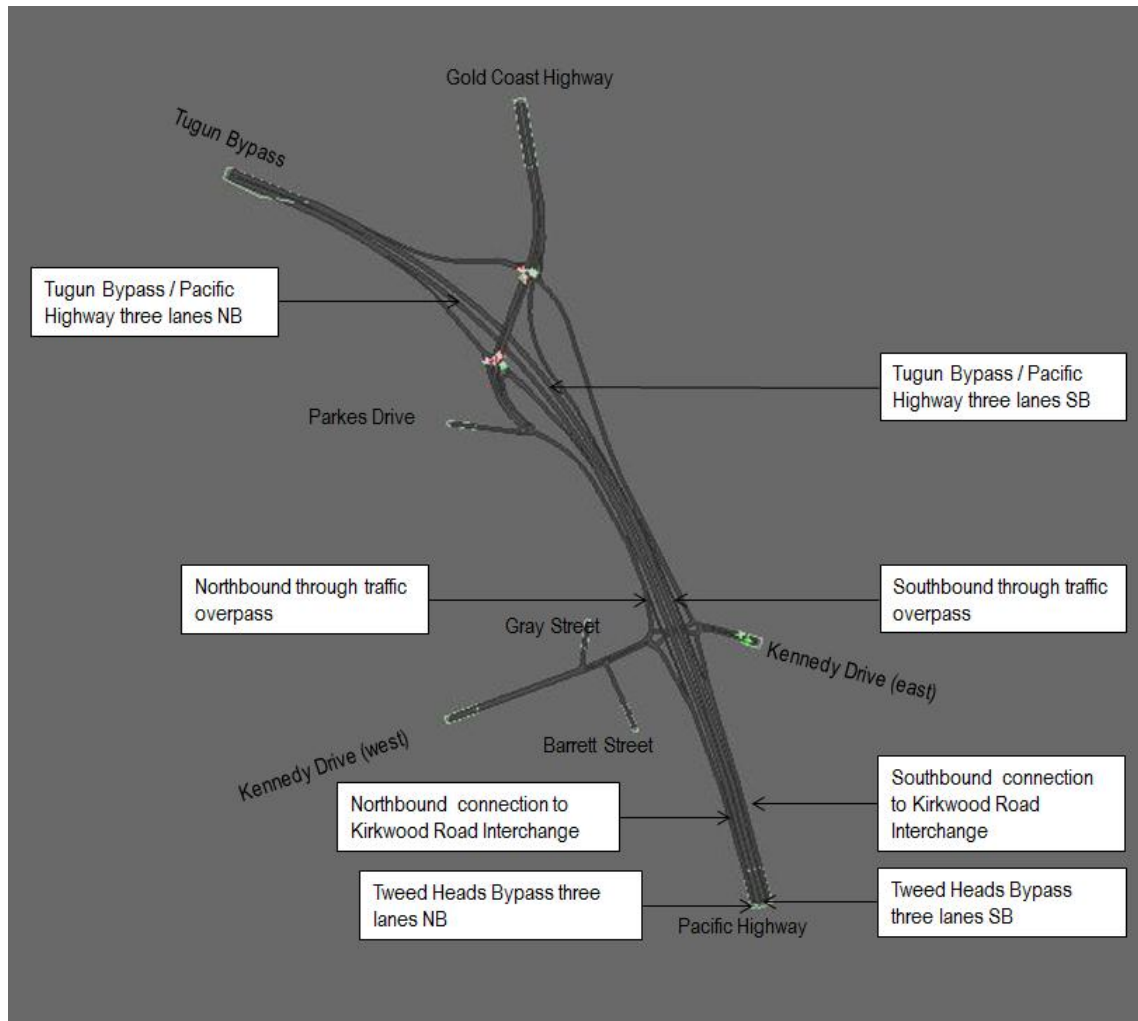 Gold Coast Highway
Tugun Bypass
Tugun Bypass / Pacific
Highway three lanes NB
Tugun Bypass / Pacific
Highway three lanes SB
Parkes Drive
Northbound through traffic
overpass
Southbound through traffic
overpass
Gray Street
Kennedy Drive (east)
Kennedy Drive (west)
Barrett Street
Northbound connection to
Kirkwood Road Interchange
Southbound connection
to Kirkwood Road
Interchange
Tweed Heads Bypass three
lanes NB
Tweed Heads Bypass
three lanes SB
Pacific Highway